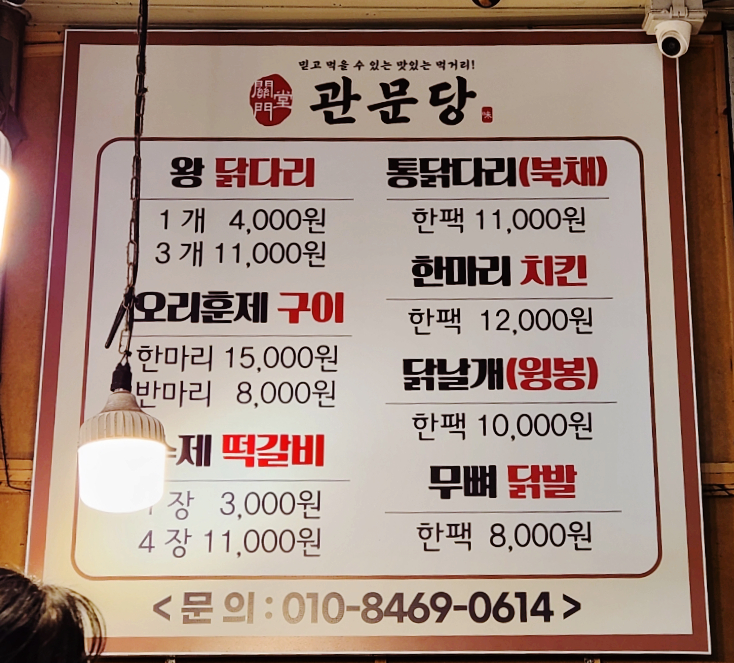 믿고 먹을 수 있는 맛있는 먹거리!
關門堂 관문당 味
왕 닭다리
1개 4,000원
3개 11,000원
오리훈제 구이
한마리 15,000원
반마리 8,000원
제 떡갈비
장 3,000원
4장 11,000원
통닭다리(북채)
한팩 11,000원
한마리 치킨
한팩 12,000원
닭날개(윙봉)
한팩 10,000원
무뼈 닭발
한팩 8,000원
<문의:010-8469-0614>